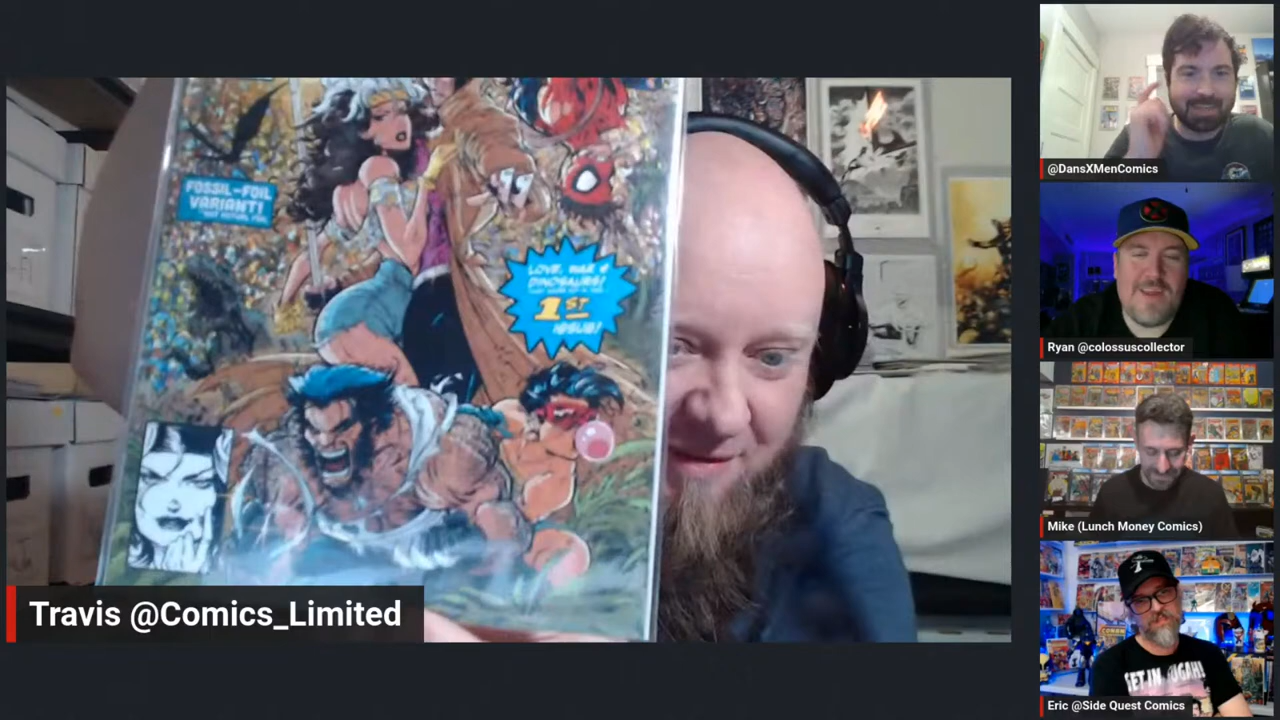 FOSSIL-FOIL
VARIANT!
LOVE, WAR &
DINOSAURS!
1ST
ISSUE!
Travis @Comics_Limited
@DansXMenComics
Ryan @colossuscollector
Mike (Lunch Money Comics)
Eric @Side Quest Comics